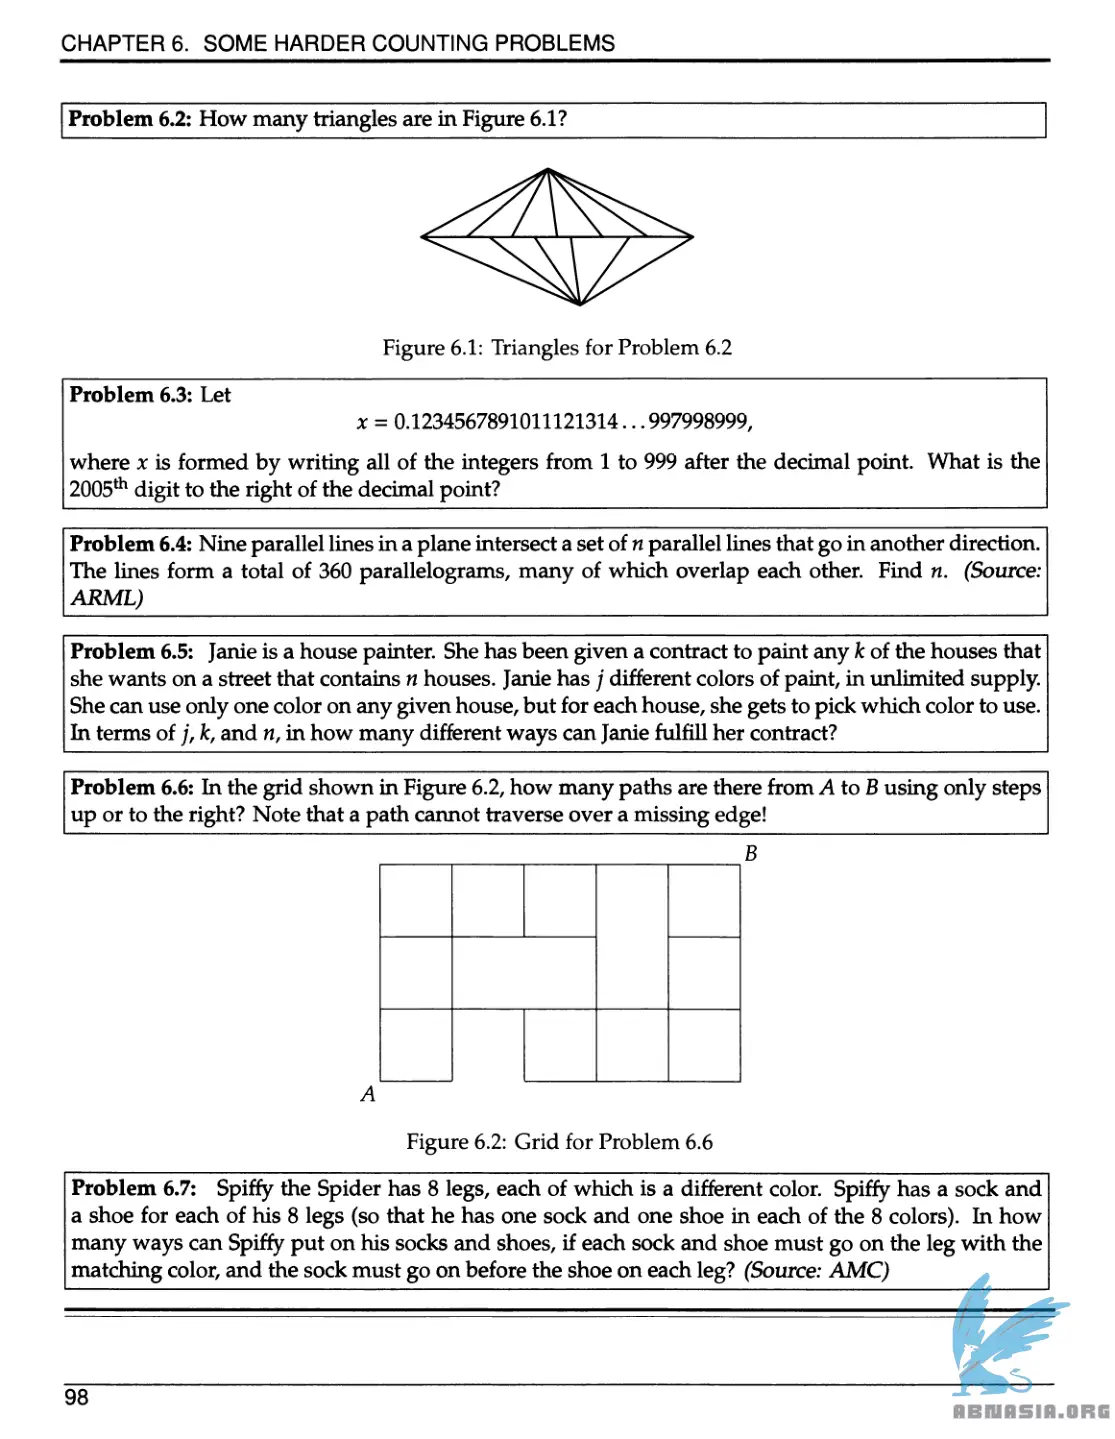 CHAPTER 6. SOME HARDER COUNTING PROBLEMS
Problem 6.2: How many triangles are in Figure 6.1?
Figure 6.1: Triangles for Problem 6.2
Problem 6.3: Let
x = 0.1234567891011121314...997998999,
where x is formed by writing all of the integers from 1 to 999 after the decimal point. What is the
2005th digit to the right of the decimal point?
Problem 6.4: Nine parallel lines in a plane intersect a set of n parallel lines that go in another direction.
The lines form a total of 360 parallelograms, many of which overlap each other. Find n. (Source:
ARML)
Problem 6.5: Janie is a house painter. She has been given a contract to paint any k of the houses that
she wants on a street that contains n houses. Janie has j different colors of paint, in unlimited supply.
She can use only one color on any given house, but for each house, she gets to pick which color to use.
In terms of j, k, and n, in how many different ways can Janie fulfill her contract?
Problem 6.6: In the grid shown in Figure 6.2, how many paths are there from A to B using only steps
up or to the right? Note that a path cannot traverse over a missing edge!
B
A
Figure 6.2: Grid for Problem 6.6
Problem 6.7: Spiffy the Spider has 8 legs, each of which is a different color. Spiffy has a sock and
a shoe for each of his 8 legs (so that he has one sock and one shoe in each of the 8 colors). In how
many ways can Spiffy put on his socks and shoes, if each sock and shoe must go on the leg with the
matching color, and the sock must go on before the shoe on each leg? (Source: AMC)
98
ABNASIA.ORG